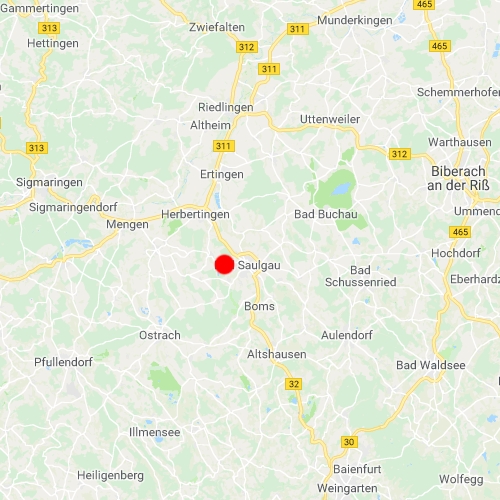 Gammertingen
465
Munderkingen
313
Zwiefalten
311
Hettingen
312
465
311
Schemmerhofen
Riedlingen
Uttenweiler
Altheim
Warthausen
313
311
312
Biberach
an der Riß
Ertingen
Sigmaringen
Sigmaringendorf
Herbertingen
Bad Buchau
Ummend
Mengen
465
Hochdorf
Saulgau
Bad
Schussenried
Eberhardz
Boms
Ostrach
Aulendorf
Altshausen
Pfullendorf
Bad Waldsee
32
Illmensee
30
Baienfurt
Heiligenberg
Wolfegg
Weingarten